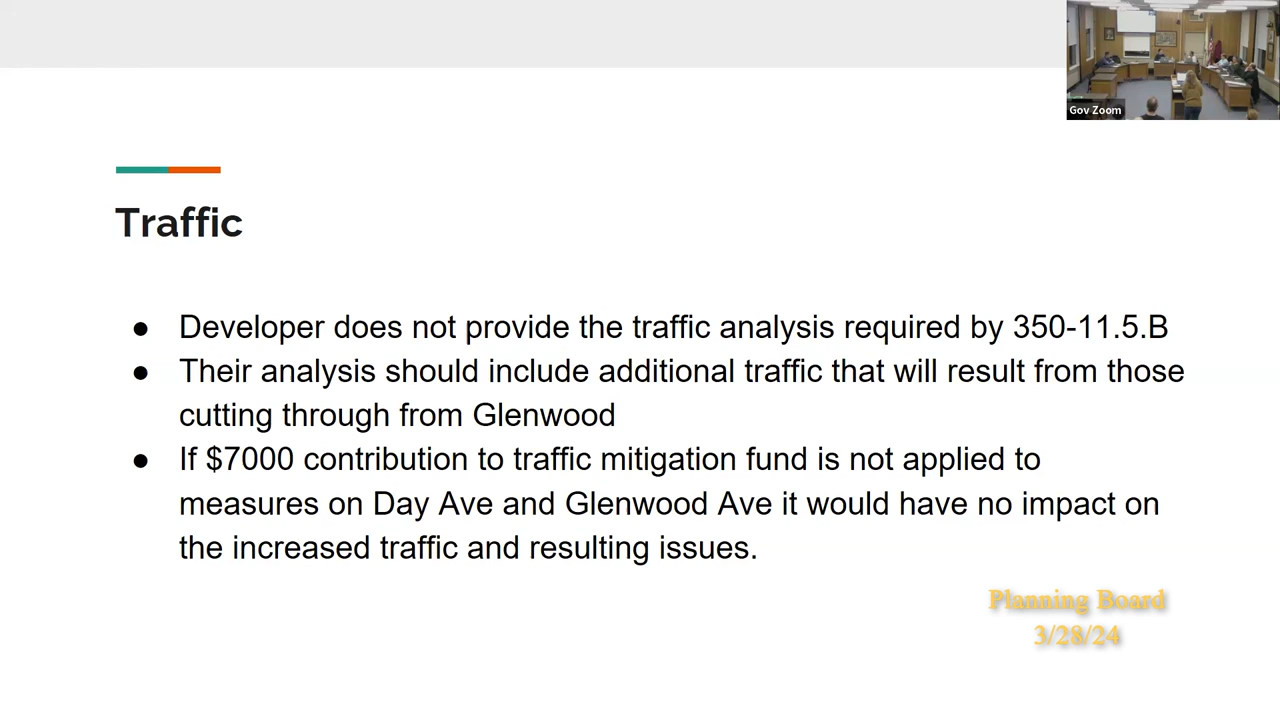 Gov Zoom
Traffic
● Developer does not provide the traffic analysis required by 350-11.5.B
● Their analysis should include additional traffic that will result from those
cutting through from Glenwood
● If $7000 contribution to traffic mitigation fund is not applied to
measures on Day Ave and Glenwood Ave it would have no impact on
the increased traffic and resulting issues.
Planning Board
3/28/24